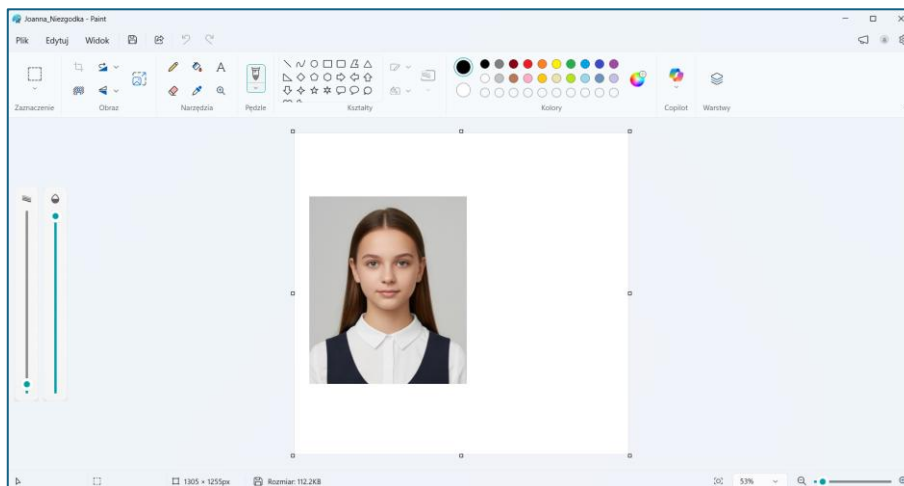 Joanna_Niezgodka - Paint
Plik Edytuj Widok
Zaznaczenie Obraz Narzędzia Pędzle Kształty Kolory Copilot Warstwy
1305 × 1255px Rozmiar: 112.2KB 53%